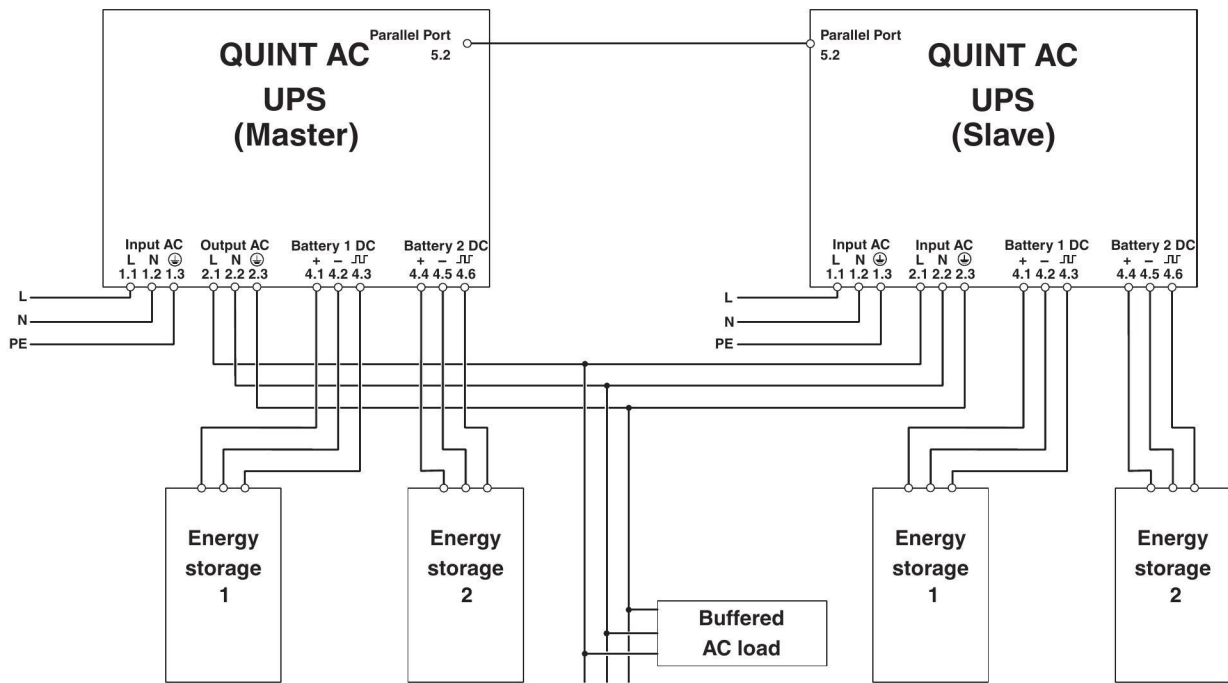 QUINT AC
UPS
(Master)
Parallel Port
5.2
Input AC Output AC Battery 1 DC Battery 2 DC
L N L N + – + –
1.1 1.2 1.3 2.1 2.2 2.3 4.1 4.2 4.3 4.4 4.5 4.6
L
N
PE
Parallel Port
5.2
QUINT AC
UPS
(Slave)
Input AC Input AC Battery 1 DC Battery 2 DC
L N L N + – + –
1.1 1.2 1.3 2.1 2.2 2.3 4.1 4.2 4.3 4.4 4.5 4.6
L
N
PE
Energy
storage
1
Energy
storage
2
Buffered
AC load
Energy
storage
1
Energy
storage
2